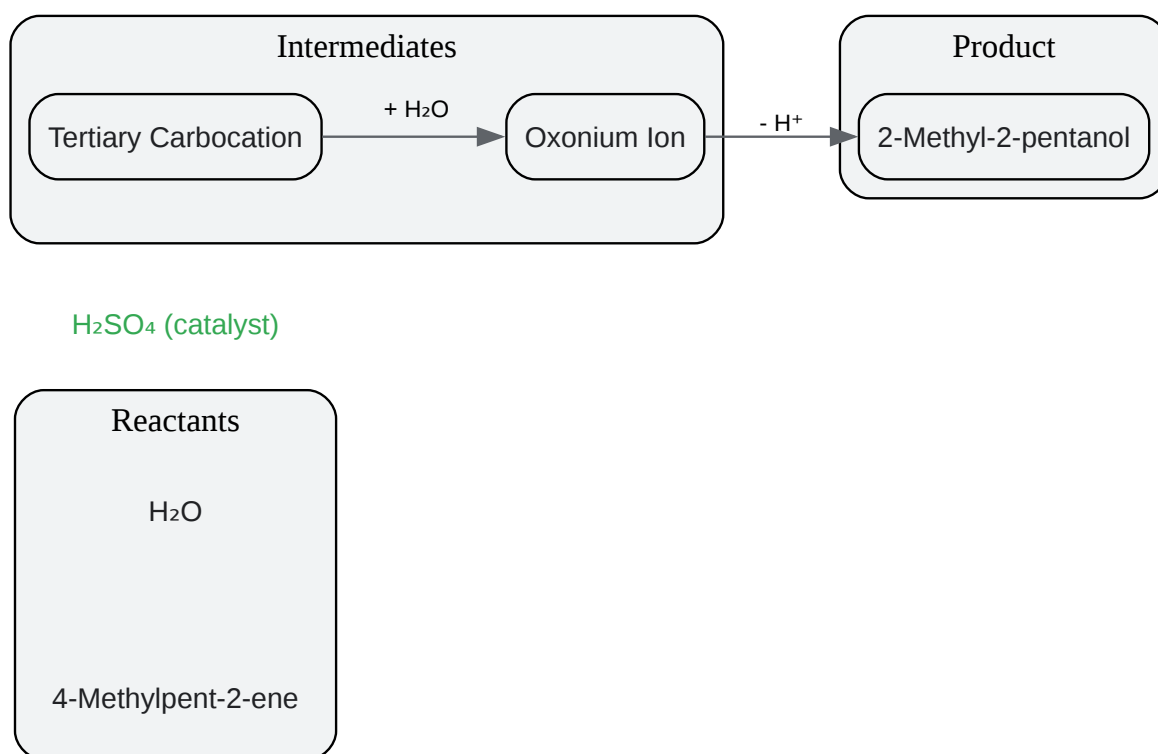 Intermediates
Product
Tertiary Carbocation
+ H₂O
Oxonium Ion
- H⁺
2-Methyl-2-pentanol
H₂SO₄ (catalyst)
Reactants
H₂O
4-Methylpent-2-ene